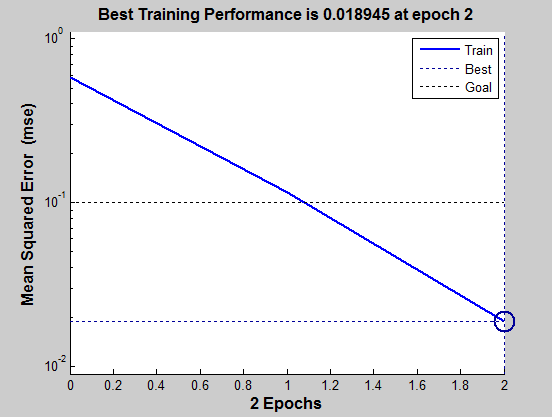 Best Training Performance is 0.018945 at epoch 2
10^0
Train
Best
Goal
Mean Squared Error (mse)
10^-1
10^-2
0 0.2 0.4 0.6 0.8 1 1.2 1.4 1.6 1.8 2
2 Epochs